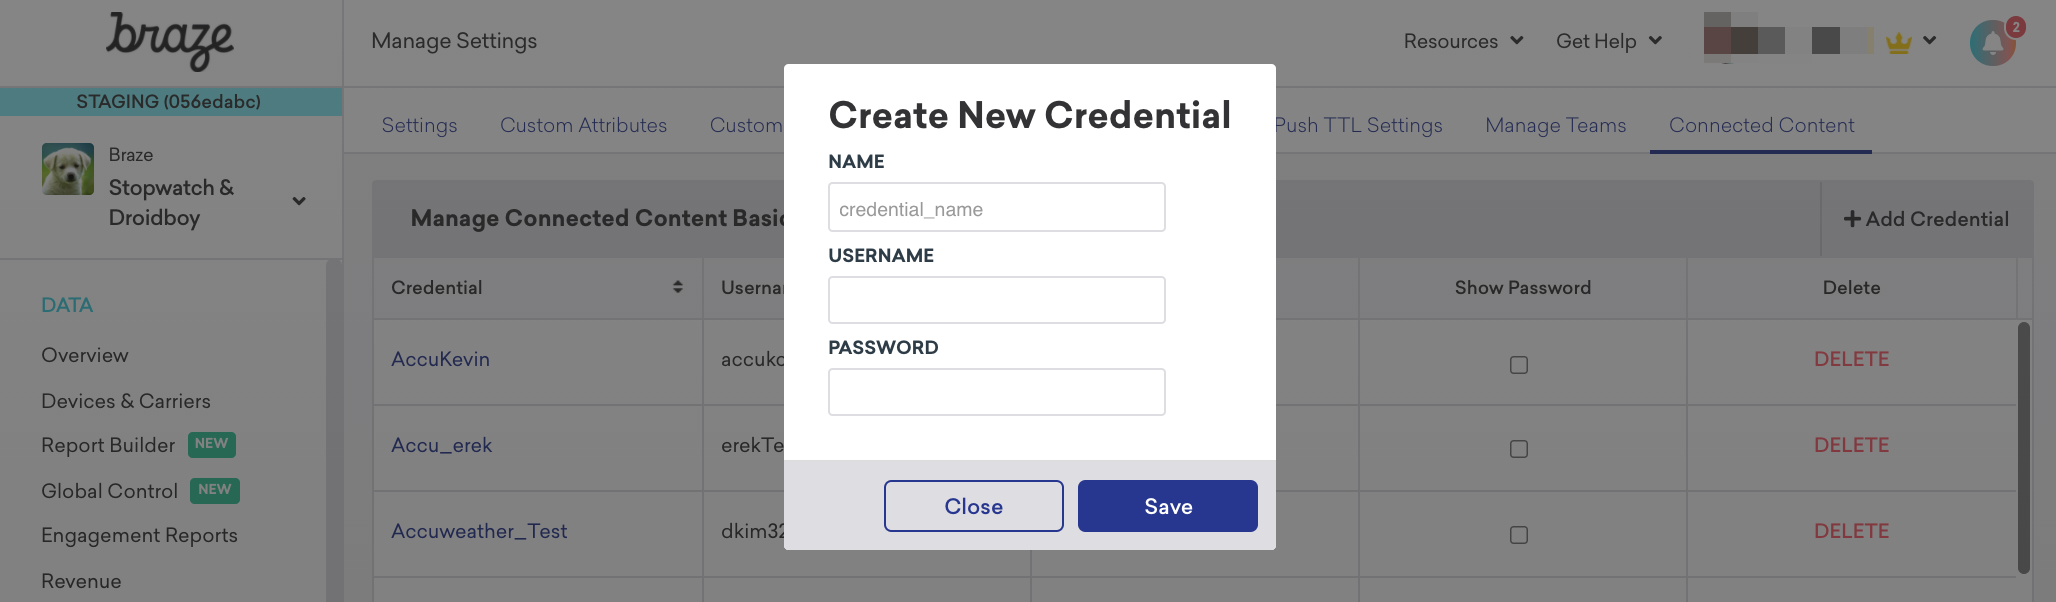 braze
Manage Settings
Resources
Get Help
2
STAGING (056edabc)
Settings
Custom Attributes
Custom
Push TTL Settings
Manage Teams
Connected Content
Braze
Stopwatch &
Droidboy
Manage Connected Content Basic
Add Credential
Credential
Userna
Show Password
Delete
AccuKevin
DELETE
Accu_erek
erekTe
DELETE
Accuweather_Test
dkim32
DELETE
DATA
Overview
Devices & Carriers
Report Builder NEW
Global Control NEW
Engagement Reports
Revenue
Create New Credential
NAME
credential_name
USERNAME
PASSWORD
Close
Save